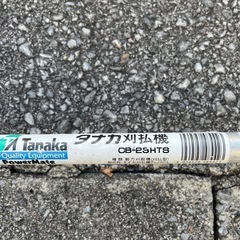 Tanaka
Quality Equipment
PowerMate
タナカ刈払機
CB-25HTS